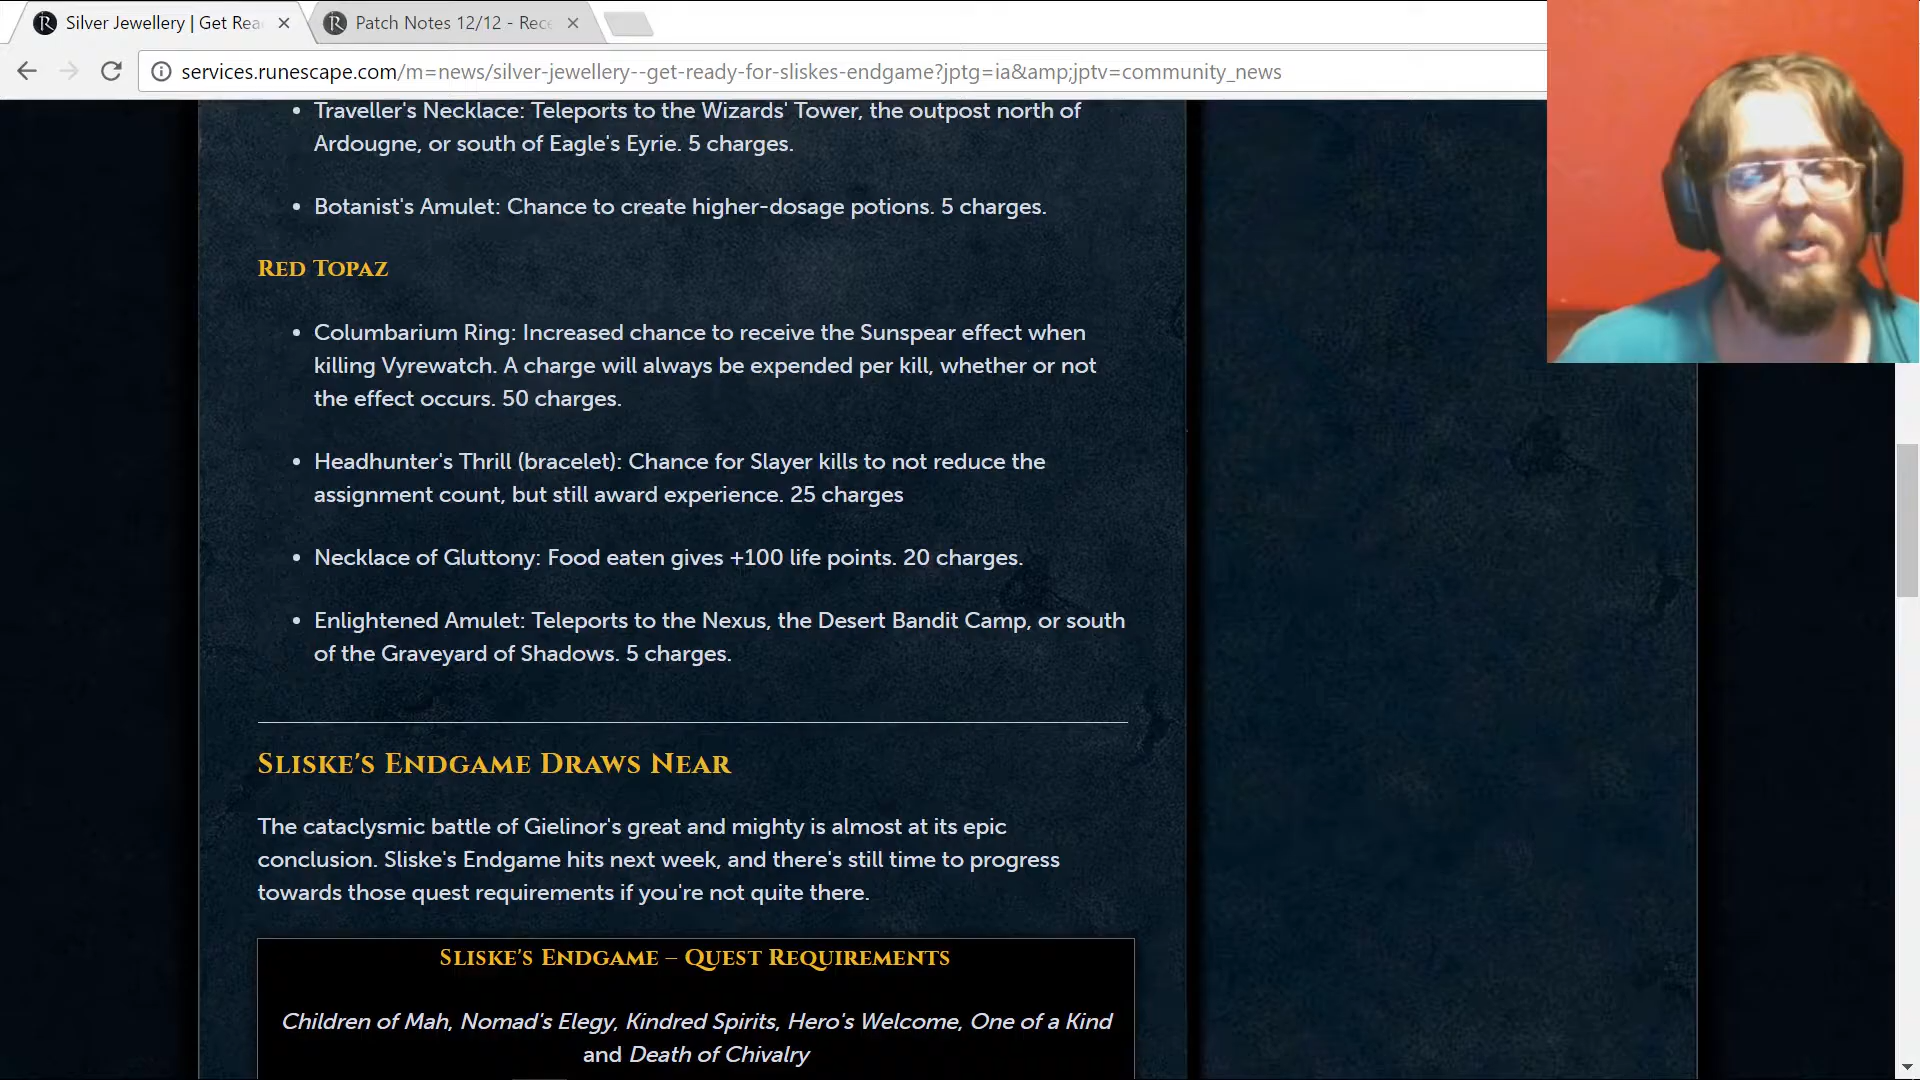 Silver Jewellery | Get Rea
Patch Notes 12/12 - Rece
services.runescape.com/m=news/silver-jewellery--get-ready-for-sliskes-endgame?jptg=ia&amp;jptv=community_news
• Traveller's Necklace: Teleports to the Wizards' Tower, the outpost north of
Ardougne, or south of Eagle's Eyrie. 5 charges.
• Botanist's Amulet: Chance to create higher-dosage potions. 5 charges.
Red Topaz
• Columbarium Ring: Increased chance to receive the Sunspear effect when
killing Vyrewatch. A charge will always be expended per kill, whether or not
the effect occurs. 50 charges.
• Headhunter's Thrill (bracelet): Chance for Slayer kills to not reduce the
assignment count, but still award experience. 25 charges
• Necklace of Gluttony: Food eaten gives +100 life points. 20 charges.
• Enlightened Amulet: Teleports to the Nexus, the Desert Bandit Camp, or south
of the Graveyard of Shadows. 5 charges.
Sliske's Endgame Draws Near
The cataclysmic battle of Gielinor's great and mighty is almost at its epic
conclusion. Sliske's Endgame hits next week, and there's still time to progress
towards those quest requirements if you're not quite there.
Sliske's Endgame – Quest Requirements
Children of Mah, Nomad's Elegy, Kindred Spirits, Hero's Welcome, One of a Kind
and Death of Chivalry